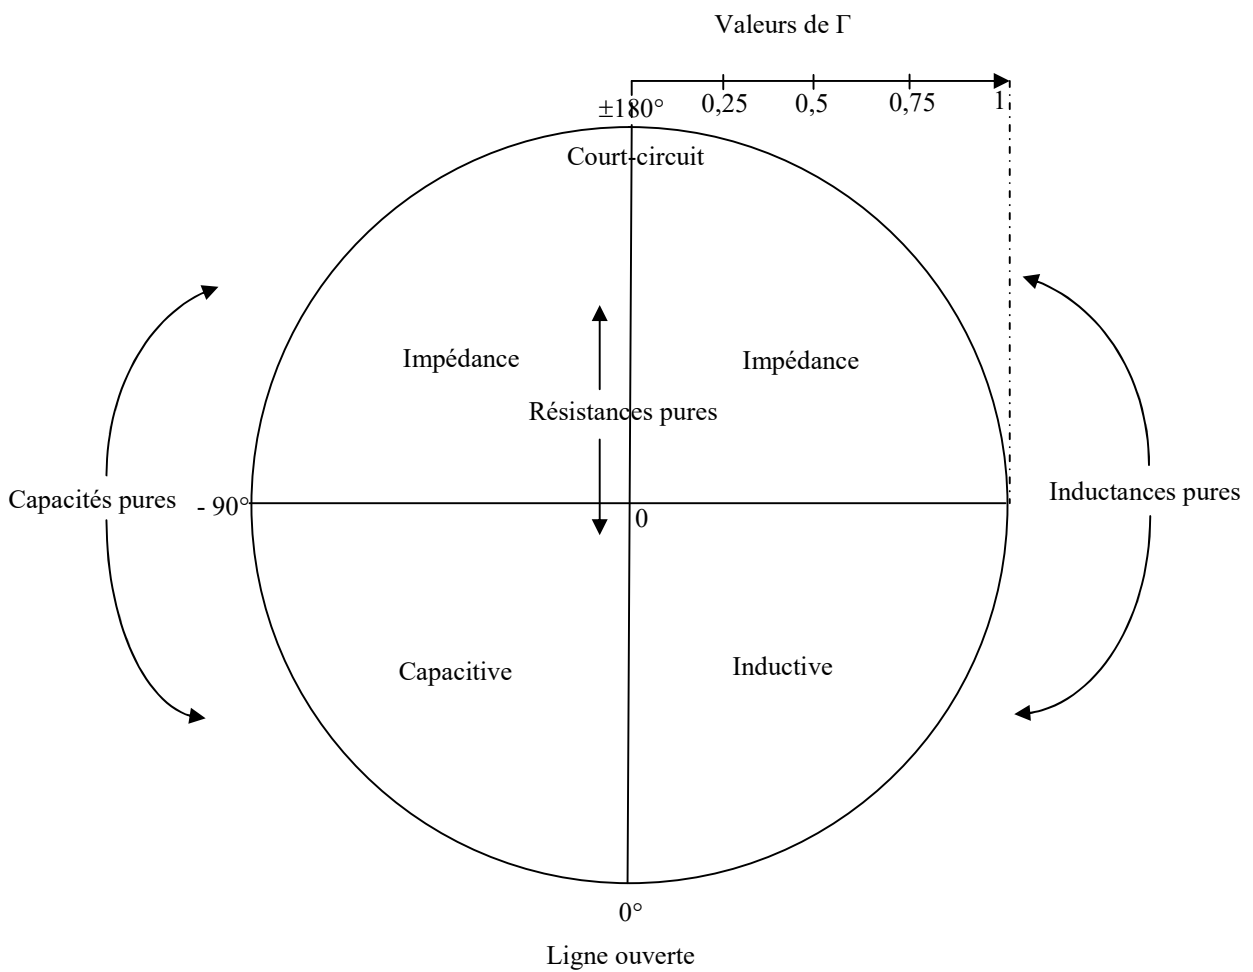 Valeurs de Γ
±180°
0,25
0,5
0,75
1
Court-circuit
Impédance
Impédance
Résistances pures
Capacités pures
- 90°
0
Inductances pures
Capacitive
Inductive
0°
Ligne ouverte